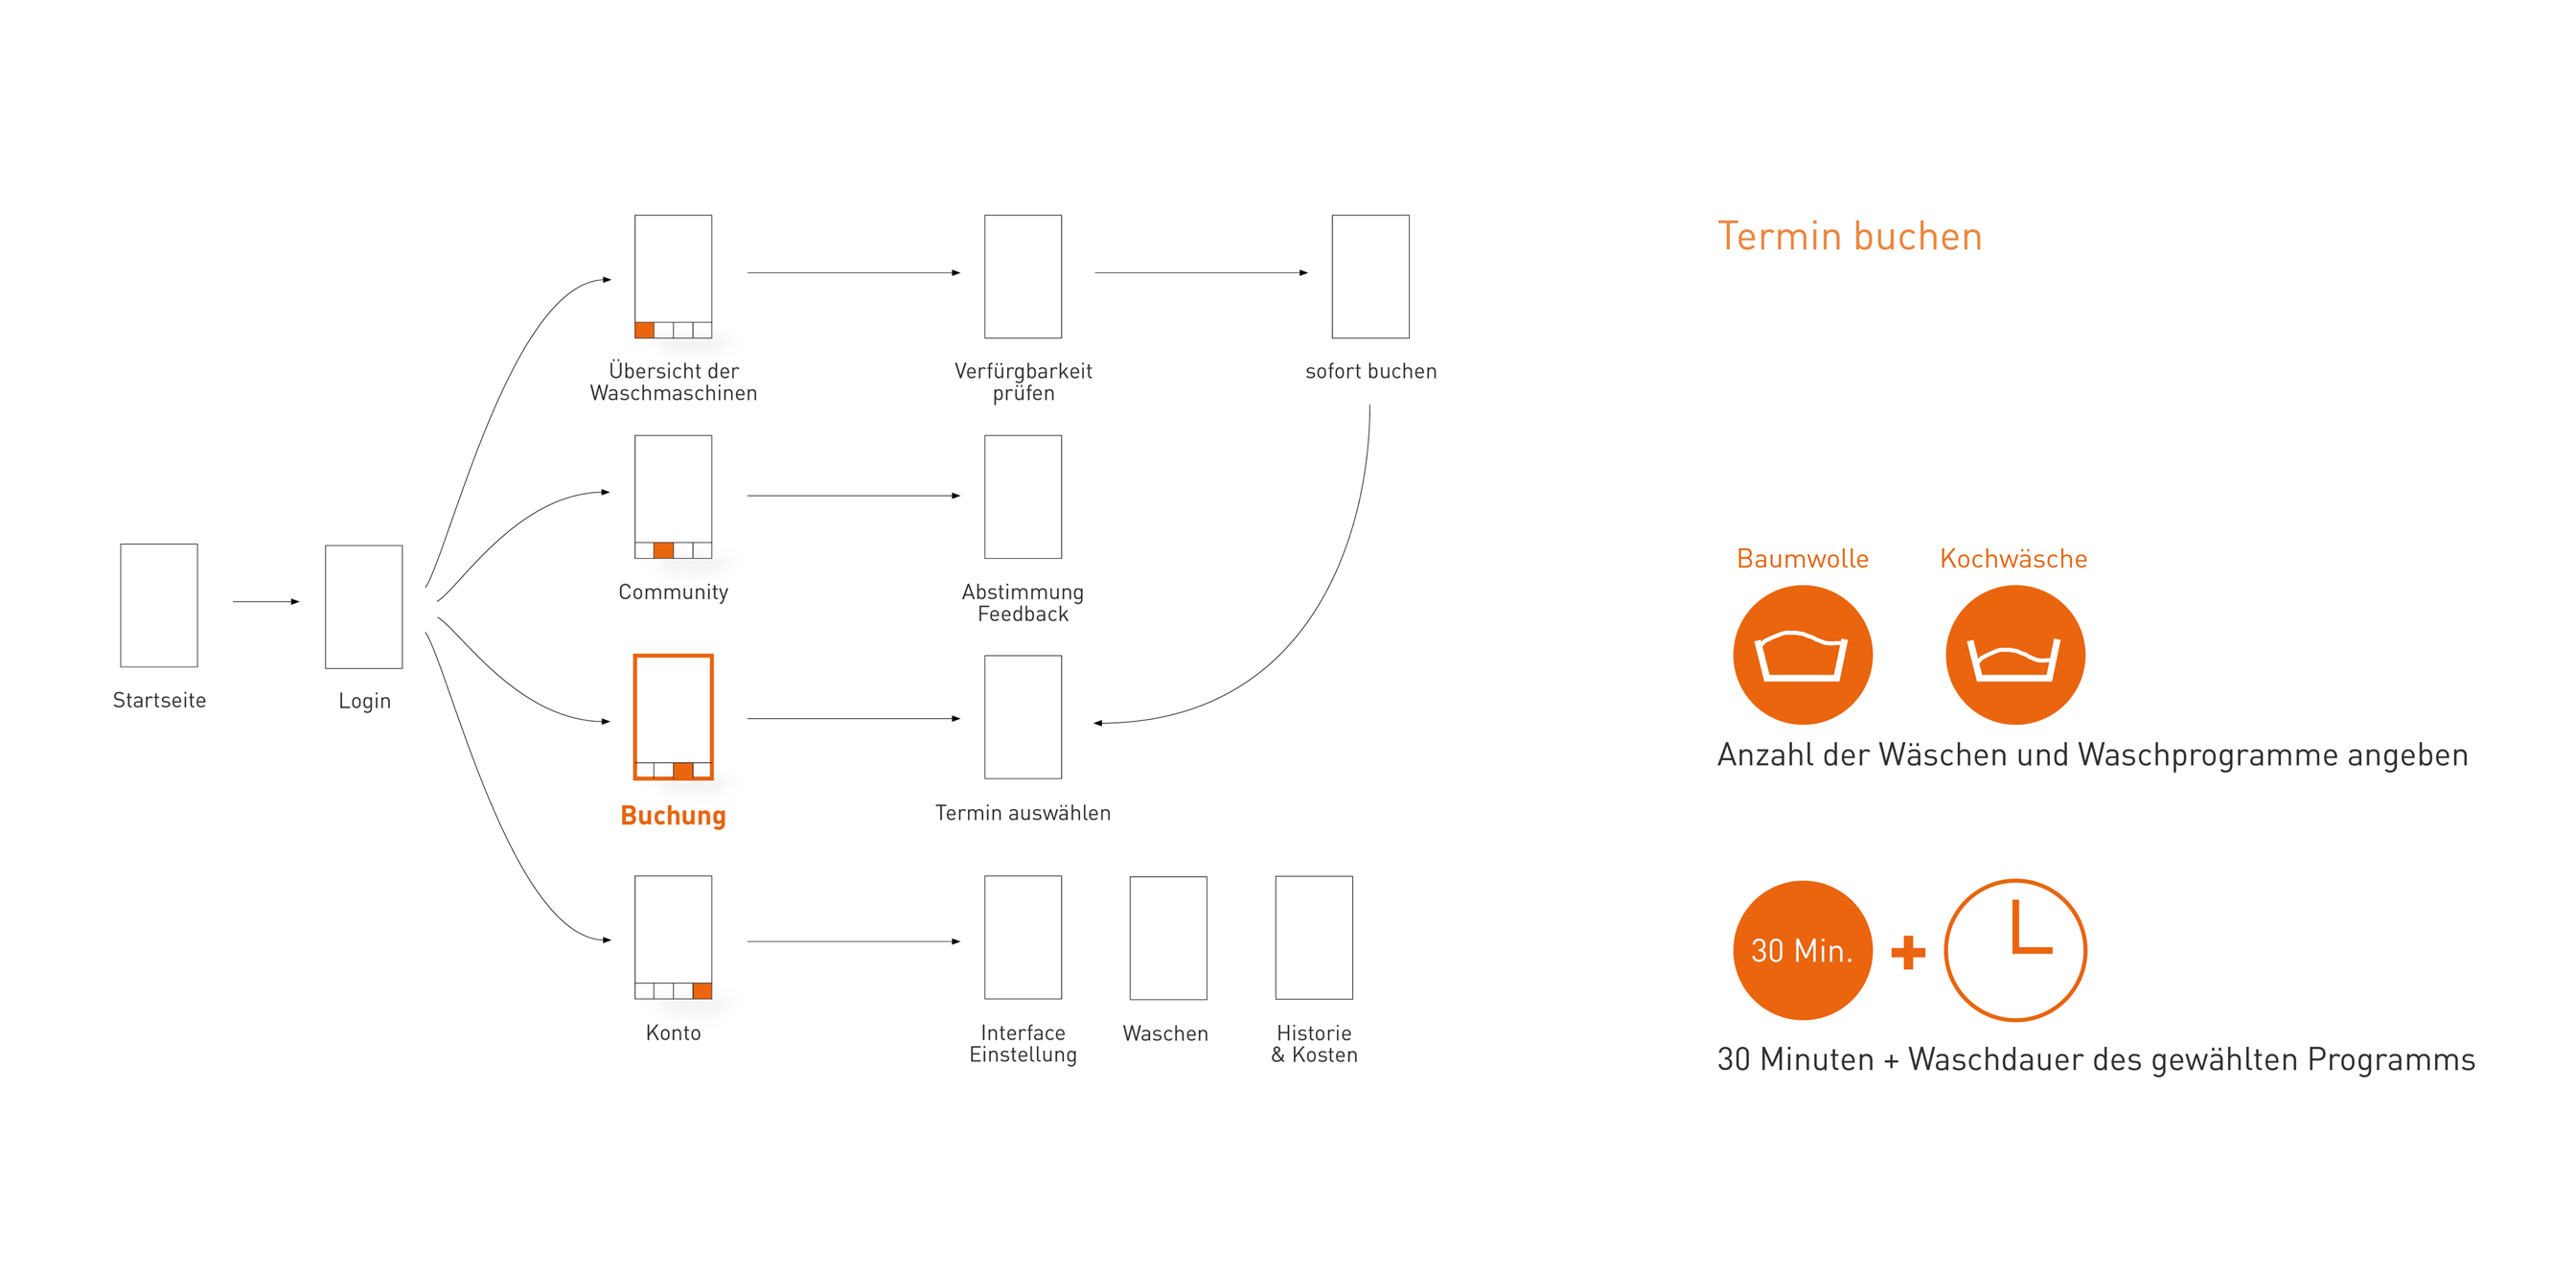 Startseite
Login
Übersicht der
Waschmaschinen
Verfürgbarkeit
prüfen
sofort buchen
Community
Abstimmung
Feedback
Buchung
Termin auswählen
Konto
Interface
Einstellung
Waschen
Historie
& Kosten
Termin buchen
Baumwolle
Kochwäsche
Anzahl der Wäschen und Waschprogramme angeben
30 Min.
+
30 Minuten + Waschdauer des gewählten Programms